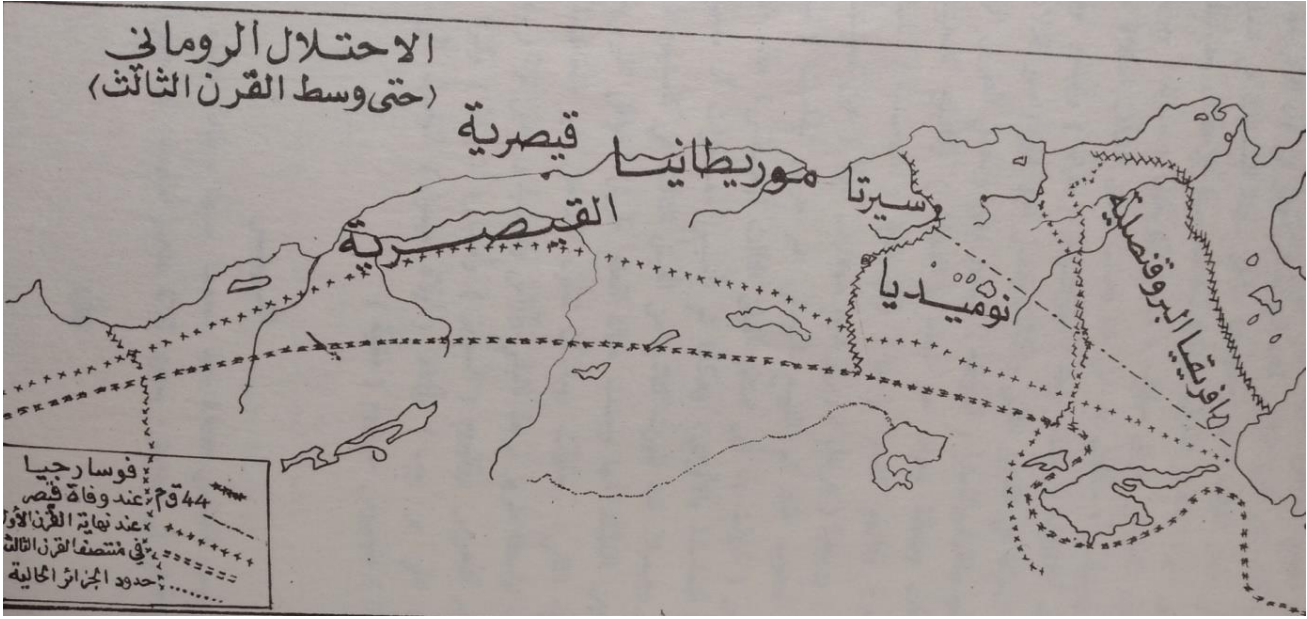 الاحتلال الروماني
(حتى وسط القرن الثالث)
قيصرية
موريطانيا
القيصرية
سيرتا
نوميديا
افريقيا البروقنصلية
فوسا رجيا
44 ق م عند وفاة قيصر
عند نهاية القرن الأول
في منتصف القرن الثالث
حدود الجزائر الحالية